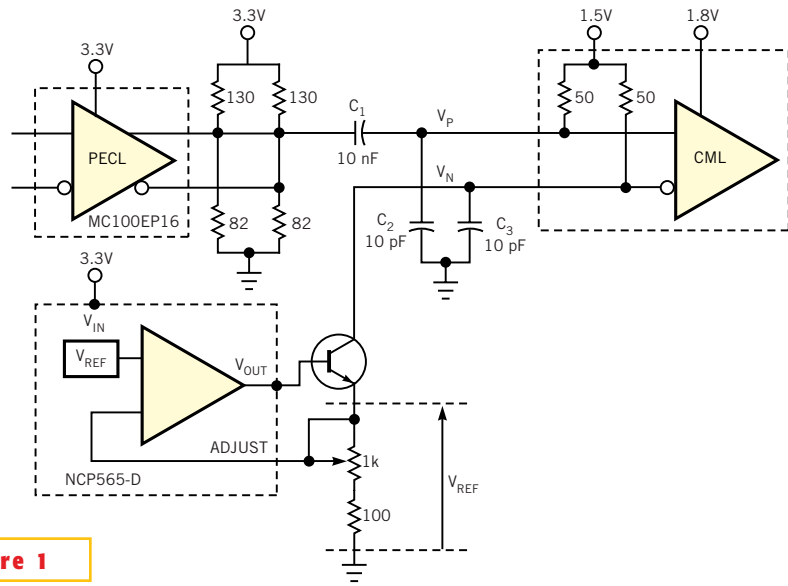 3.3V
1.5V
1.8V
3.3V
130
130
50
50
C1
VP
PECL
10 nF
CML
VN
MC100EP16
82
82
C2
10 pF
C3
10 pF
3.3V
VIN
VREF
VOUT
ADJUST
1k
VREF
NCP565-D
100
re 1